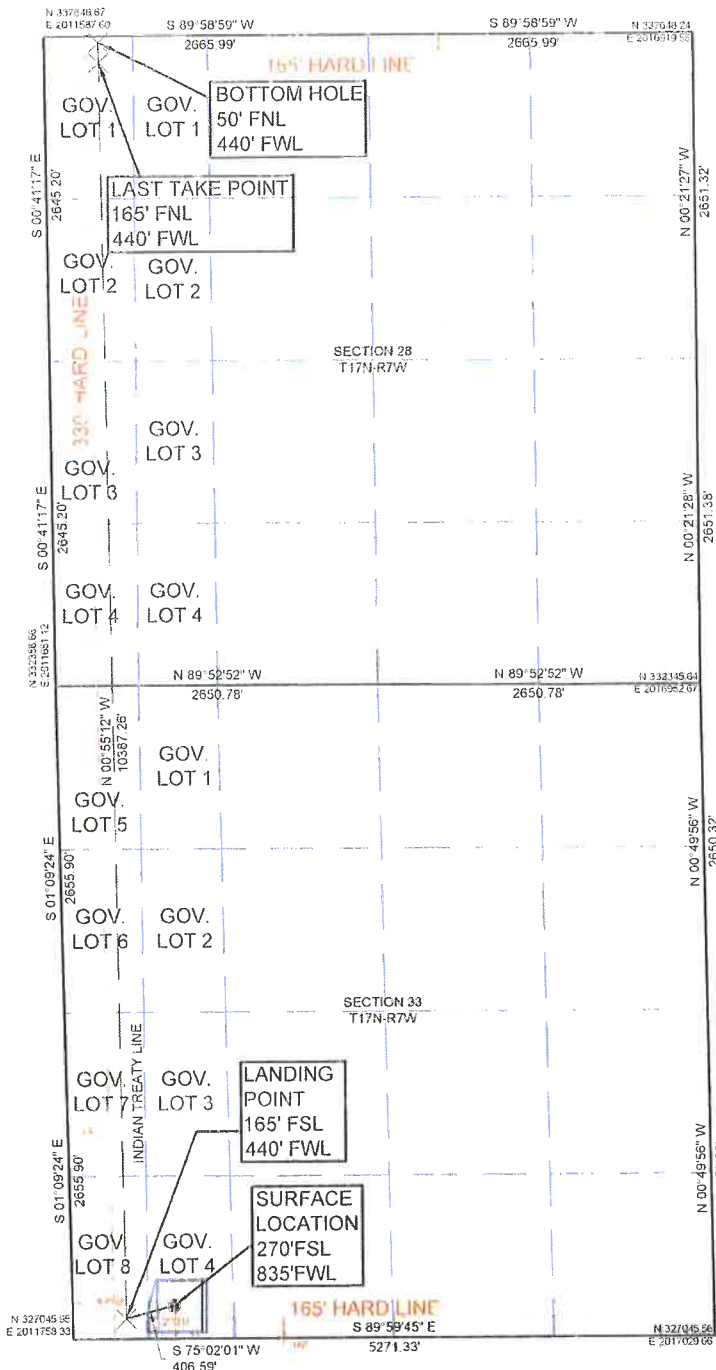 N 337648.67
E 2011587.60
S 89°58'59" W
2665.99'
S 89°58'59" W
2665.99'
N 337648.24
165' HARD LINE
BOTTOM HOLE
50' FNL
440' FWL
GOV.
LOT 1
GOV.
LOT 1
LAST TAKE POINT
165' FNL
440' FWL
S 00°41'17" E
2645.20'
N 00°21'27" W
2651.32'
GOV.
LOT 2
GOV.
LOT 2
330' HARD LINE
SECTION 28
T17N-R7W
GOV.
LOT 3
GOV.
LOT 3
S 00°41'17" E
2645.20'
N 00°21'28" W
2651.38'
GOV.
LOT 4
GOV.
LOT 4
N 89°52'52" W
2650.78'
N 89°52'52" W
2650.78'
N 332345.64
E 2016952.67
N 00°55'12" W
10387.26'
GOV.
LOT 1
GOV.
LOT 5
S 01°09'24" E
2655.90'
N 00°49'56" W
2650.32'
GOV.
LOT 6
GOV.
LOT 2
SECTION 33
T17N-R7W
INDIAN TREATY LINE
LANDING
POINT
165' FSL
440' FWL
GOV.
LOT 7
GOV.
LOT 3
S 01°09'24" E
2655.90'
N 00°49'56" W
SURFACE
LOCATION
270'FSL
835'FWL
GOV
LOT 8
GOV.
LOT 4
165' HARD LINE
N 327045.95
E 2011759.33
S 75°02'01" W
406.59'
S 89°59'45" E
5271.33'
N 327045.56
E 2017029.66